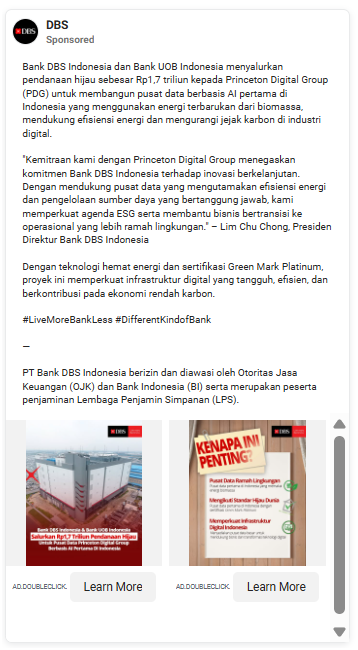 DBS
Sponsored
Bank DBS Indonesia dan Bank UOB Indonesia menyalurkan
pendanaan hijau sebesar Rp1,7 triliun kepada Princeton Digital Group
(PDG) untuk membangun pusat data berbasis AI pertama di
Indonesia yang menggunakan energi terbarukan dari biomassa,
mendukung efisiensi energi dan mengurangi jejak karbon di industri
digital.
"Kemitraan kami dengan Princeton Digital Group menegaskan
komitmen Bank DBS Indonesia terhadap inovasi berkelanjutan.
Dengan mendukung pusat data yang mengutamakan efisiensi energi
dan pengelolaan sumber daya yang bertanggung jawab, kami
memperkuat agenda ESG serta membantu bisnis bertransisi ke
operasional yang lebih ramah lingkungan." – Lim Chu Chong, Presiden
Direktur Bank DBS Indonesia
Dengan teknologi hemat energi dan sertifikasi Green Mark Platinum,
proyek ini memperkuat infrastruktur digital yang tangguh, efisien, dan
berkontribusi pada ekonomi rendah karbon.
#LiveMoreBankLess #DifferentKindofBank
—
PT Bank DBS Indonesia berizin dan diawasi oleh Otoritas Jasa
Keuangan (OJK) dan Bank Indonesia (BI) serta merupakan peserta
penjaminan Lembaga Penjamin Simpanan (LPS).
DBS
Bank DBS Indonesia & Bank UOB Indonesia
Salurkan Rp1,7 Triliun Pendanaan Hijau
Untuk Pusat Data Princeton Digital Group
Berbasis AI Pertama Di Indonesia
DBS
KENAPA INI
PENTING?
Pusat Data Ramah Lingkungan
Mengikuti Standar Hijau Dunia
Memperkuat Infrastruktur
Digital Indonesia
AD.DOUBLECLICK.
Learn More
AD.DOUBLECLICK.
Learn More